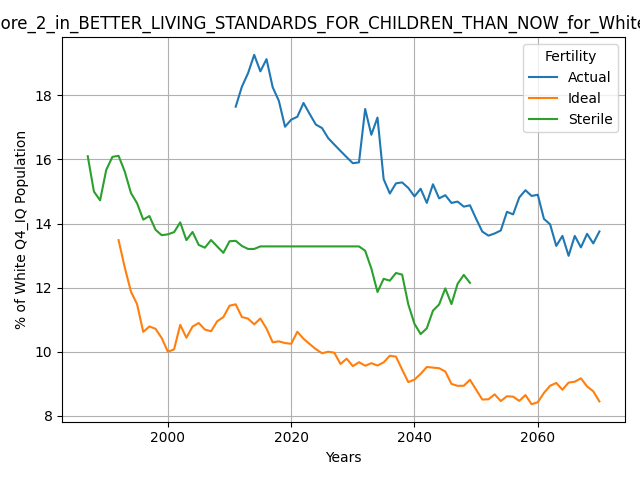 ore_2_in_BETTER_LIVING_STANDARDS_FOR_CHILDREN_THAN_NOW_for_White
Fertility
Actual
Ideal
Sterile
% of White Q4_IQ Population
18
16
14
12
10
8
2000 2020 2040 2060
Years